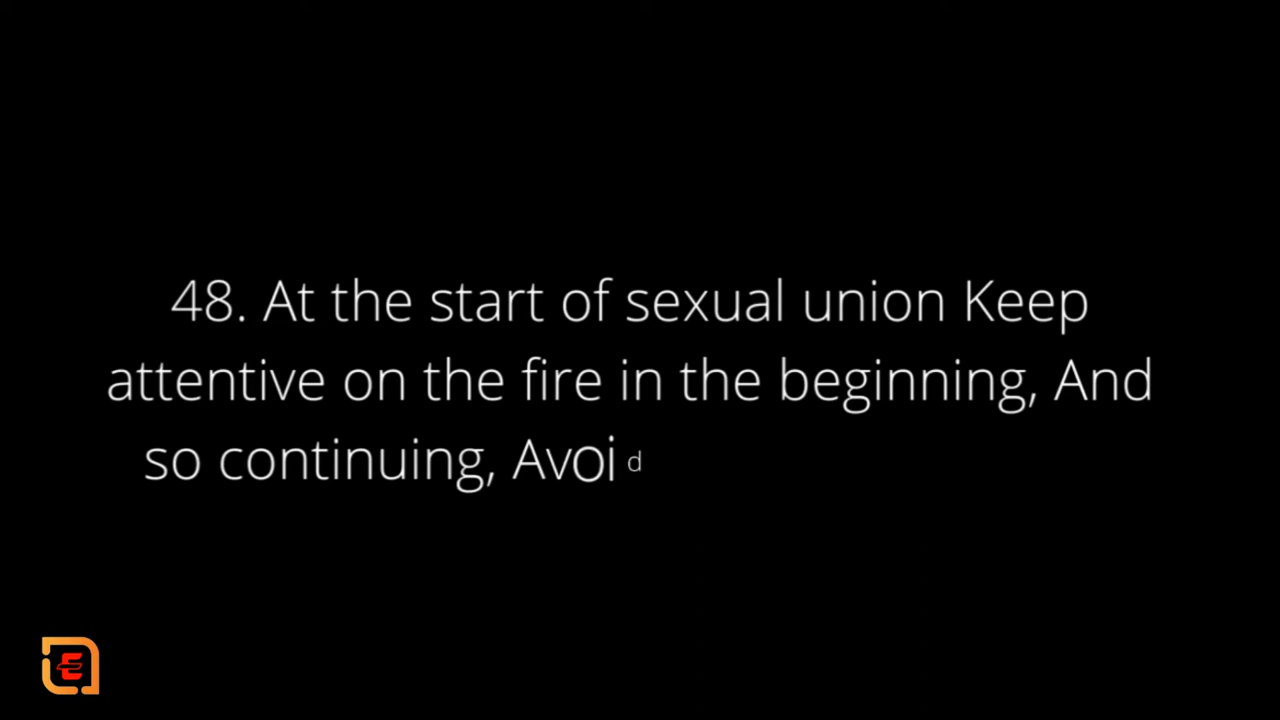 48. At the start of sexual union Keep
attentive on the fire in the beginning, And
so continuing, Avoid
E